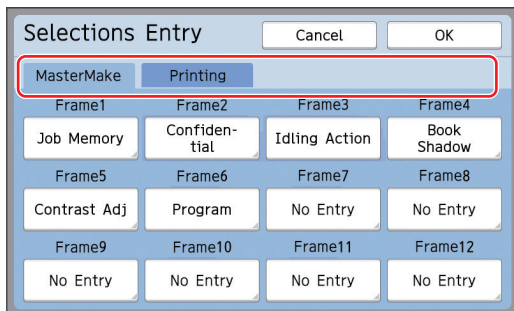 Selections Entry
Cancel
OK
MasterMake
Printing
Frame1
Frame2
Frame3
Frame4
Job Memory
Confiden-
tial
Idling Action
Book
Shadow
Frame5
Frame6
Frame7
Frame8
Contrast Adj
Program
No Entry
No Entry
Frame9
Frame10
Frame11
Frame12
No Entry
No Entry
No Entry
No Entry